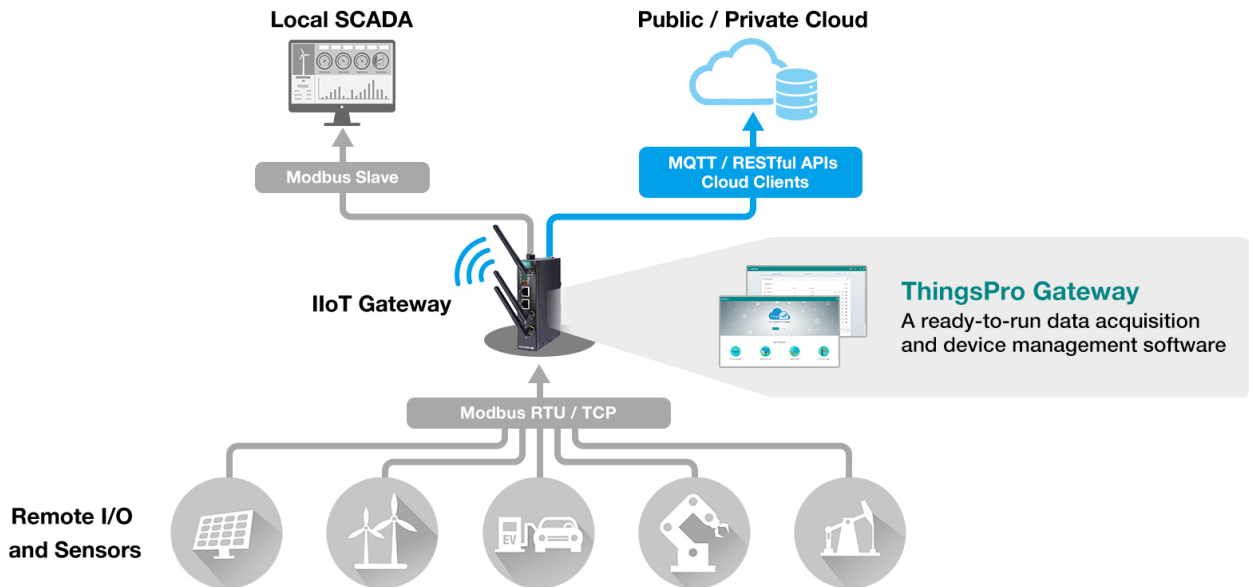 Local SCADA
Public / Private Cloud
Modbus Slave
MQTT / RESTful APIs
Cloud Clients
IIoT Gateway
ThingsPro Gateway
A ready-to-run data acquisition
and device management software
Modbus RTU / TCP
Remote I/O
and Sensors
EV